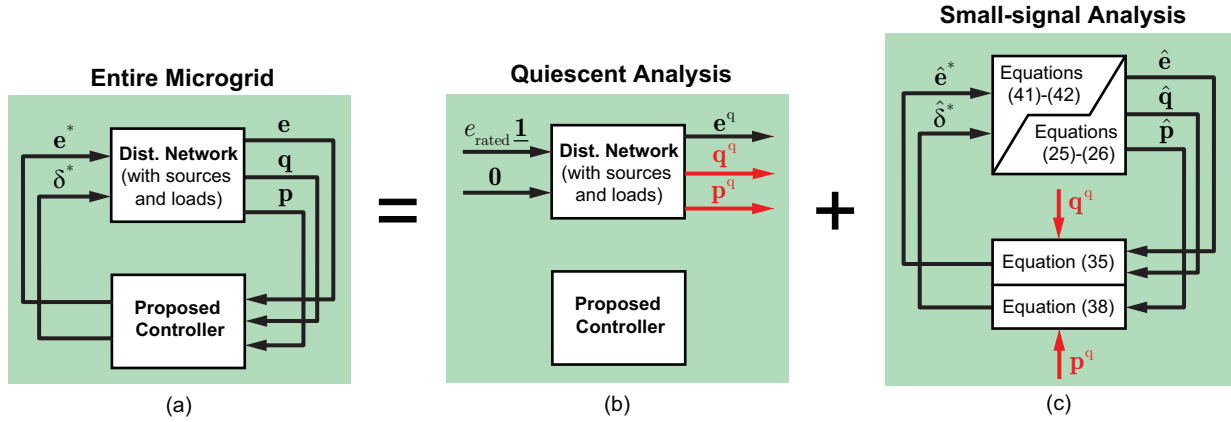 Entire Microgrid
e*
δ*
Dist. Network
(with sources
and loads)
e
q
p
Proposed
Controller
(a)
=
Quiescent Analysis
e_rated 1
0
Dist. Network
(with sources
and loads)
e^q
q^q
p^q
Proposed
Controller
(b)
+
Small-signal Analysis
ê*
δ̂*
Equations
(41)-(42)
Equations
(25)-(26)
ê
q̂
p̂
q^q
Equation (35)
Equation (38)
p^q
(c)